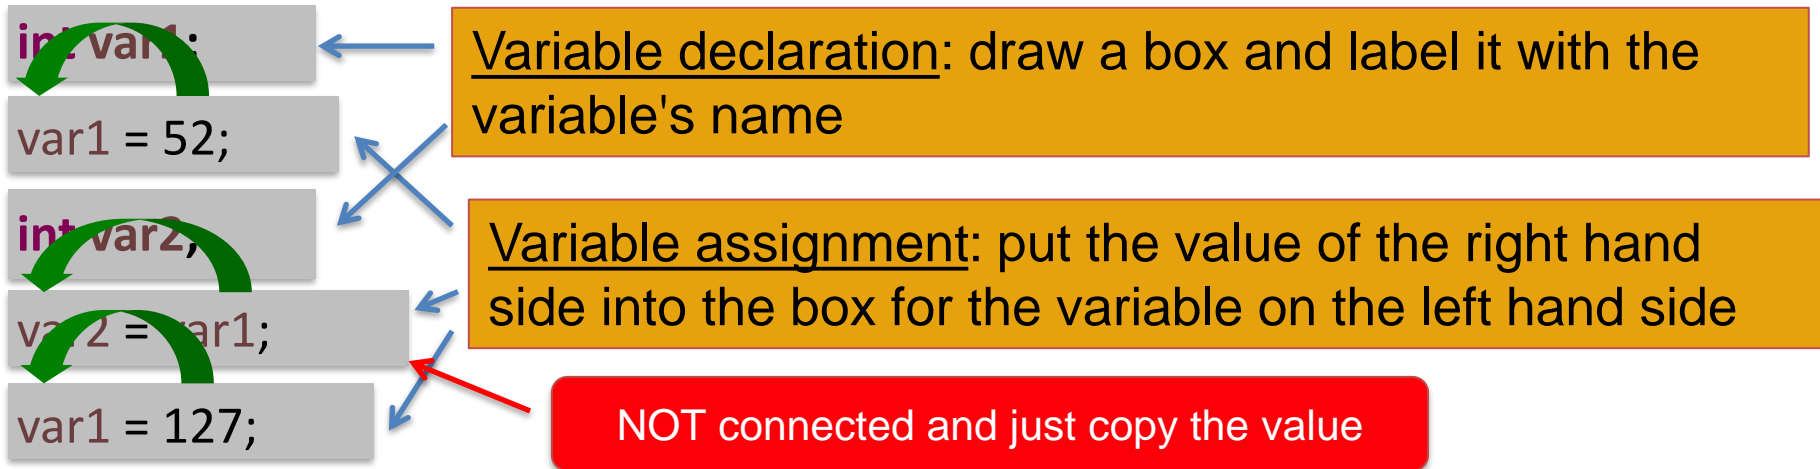 int var1;
var1 = 52;
int var2;
var2 = var1;
var1 = 127;
Variable declaration: draw a box and label it with the
variable's name
Variable assignment: put the value of the right hand
side into the box for the variable on the left hand side
NOT connected and just copy the value